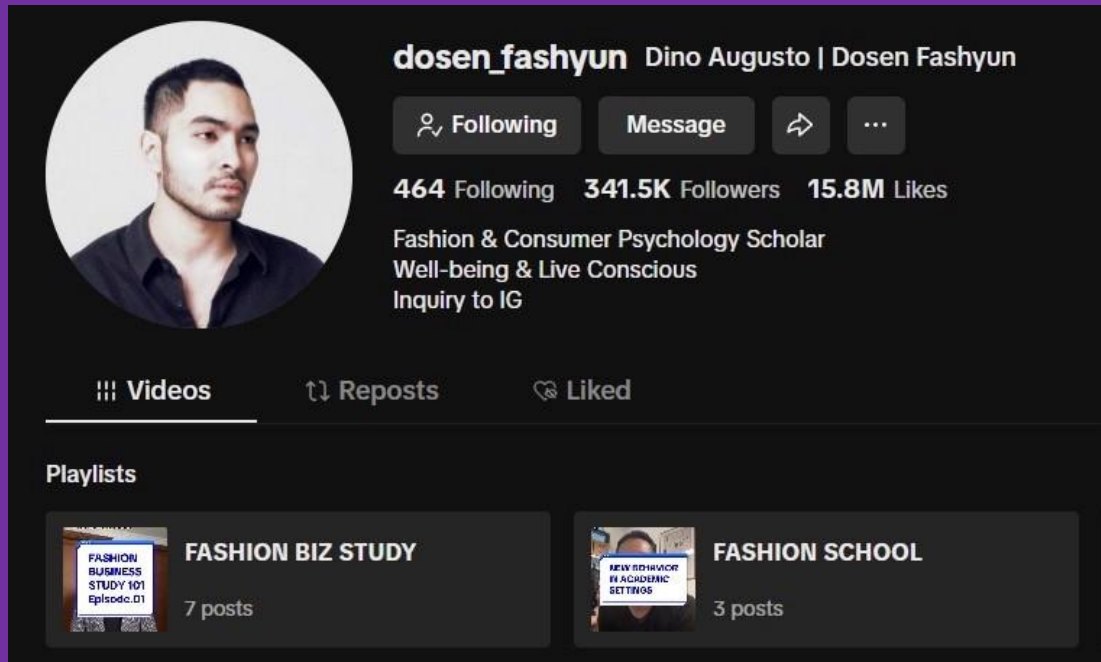 dosen_fashyun Dino Augusto | Dosen Fashyun
Following Message ...
464 Following 341.5K Followers 15.8M Likes
Fashion & Consumer Psychology Scholar
Well-being & Live Conscious
Inquiry to IG
Videos Reposts Liked
Playlists
FASHION
BUSINESS
STUDY 101
Episode.01
FASHION BIZ STUDY
7 posts
NEW BEHAVIOR
IN ACADEMIC
SETTINGS
FASHION SCHOOL
3 posts